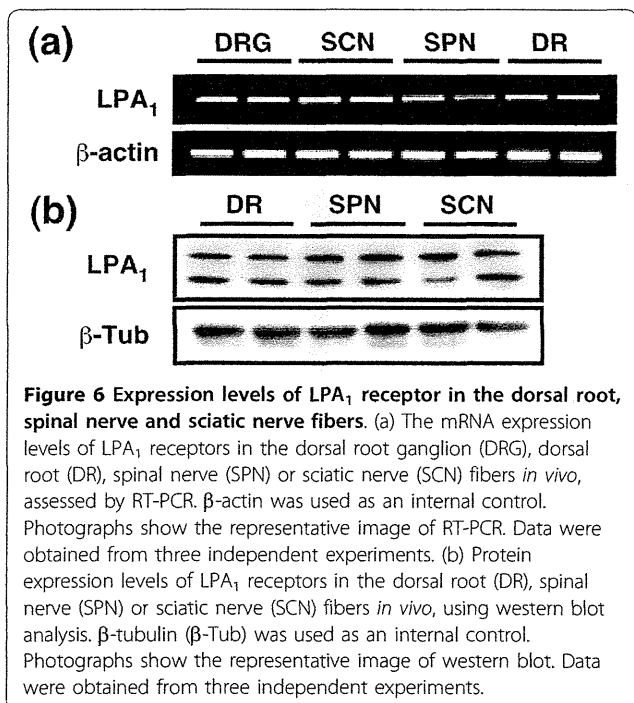 (a)
DRG SCN SPN DR
LPA₁
β-actin
(b)
DR SPN SCN
LPA₁
β-Tub
Figure 6 Expression levels of LPA₁ receptor in the dorsal root,
spinal nerve and sciatic nerve fibers. (a) The mRNA expression
levels of LPA₁ receptors in the dorsal root ganglion (DRG), dorsal
root (DR), spinal nerve (SPN) or sciatic nerve (SCN) fibers in vivo,
assessed by RT-PCR. β-actin was used as an internal control.
Photographs show the representative image of RT-PCR. Data were
obtained from three independent experiments. (b) Protein
expression levels of LPA₁ receptors in the dorsal root (DR), spinal
nerve (SPN) or sciatic nerve (SCN) fibers in vivo, using western blot
analysis. β-tubulin (β-Tub) was used as an internal control.
Photographs show the representative image of western blot. Data
were obtained from three independent experiments.